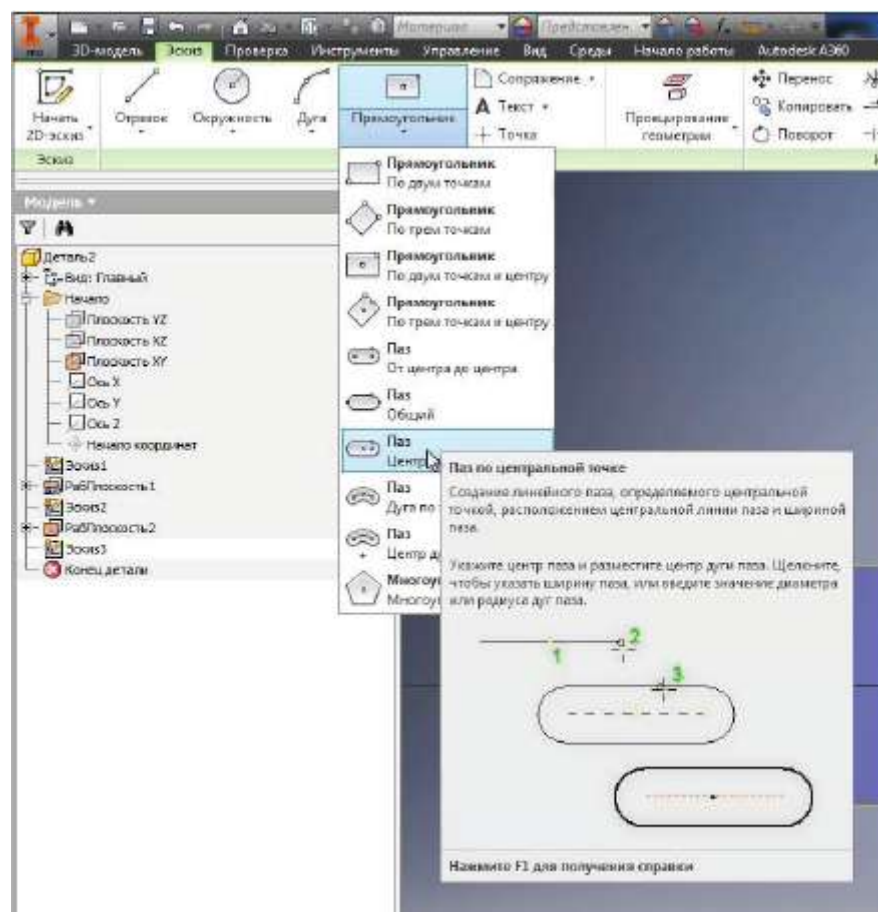 Материал
Представлен
3D-модель Эскиз Проверка Инструменты Управление Вид Среды Начало работы Autodesk A360
Начать 2D-эскиз
Отрезок
Окружность
Дуга
Прямоугольник
Сопряжение
Текст
Точка
Проецирование геометрии
Перенос
Копировать
Поворот
Эскиз
Модель
Деталь2
Вид: Главный
Начало
Плоскость YZ
Плоскость XZ
Плоскость XY
Ось X
Ось Y
Ось Z
Начало координат
Эскиз1
РабПлоскость1
Эскиз2
РабПлоскость2
Эскиз3
Конец детали
Прямоугольник
По двум точкам
Прямоугольник
По трем точкам
Прямоугольник
По двум точкам и центру
Прямоугольник
По трем точкам и центру
Паз
От центра до центра
Паз
Общий
Паз
Центр
Паз
Дуга по
Паз
Центр д
Многоу
Многоу
Паз по центральной точке
Создание линейного паза, определяемого центральной
точкой, расположением центральной линии паза и шириной
паза.
Укажите центр паза и разместите центр дуги паза. Щелкните,
чтобы указать ширину паза, или введите значение диаметра
или радиуса дуг паза.
1
2
3
Нажмите F1 для получения справки